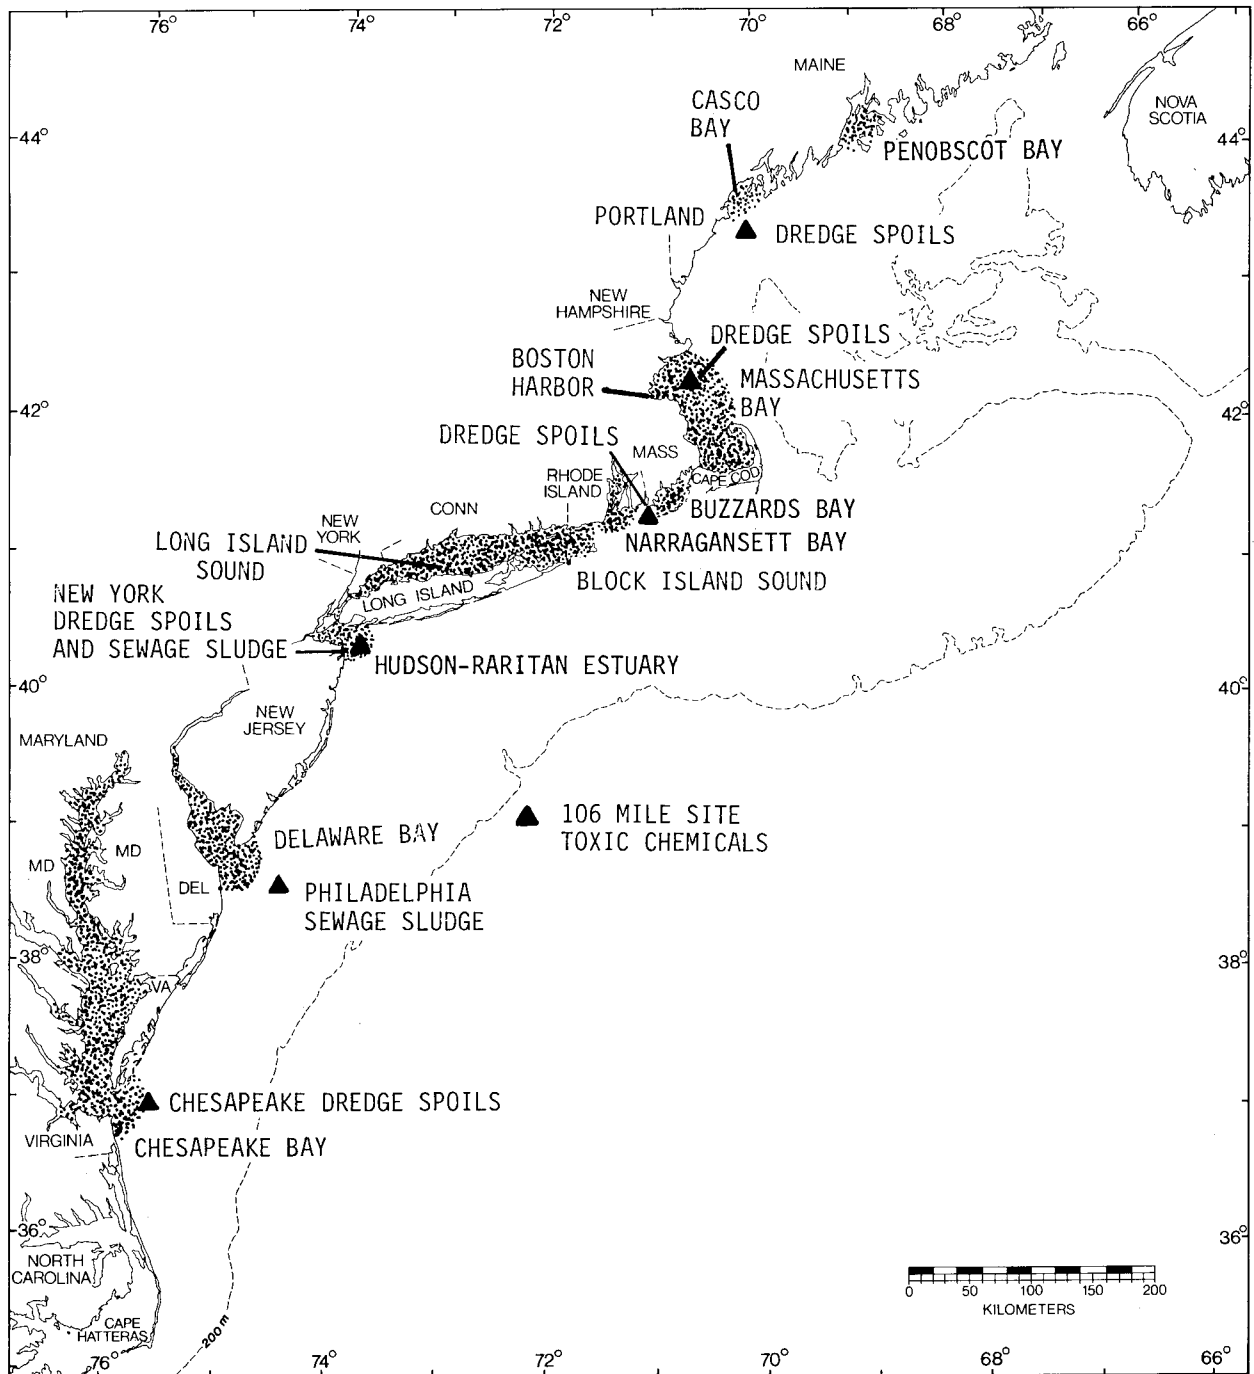 76° 74° 72° 70° 68° 66°
MAINE
CASCO
BAY
NOVA
SCOTIA
44°
44°
PENOBSCOT BAY
PORTLAND
DREDGE SPOILS
NEW
HAMPSHIRE
DREDGE SPOILS
BOSTON
HARBOR
MASSACHUSETTS
BAY
42°
42°
DREDGE SPOILS
MASS
RHODE
ISLAND
CAPE COD
CONN
BUZZARDS BAY
NEW
YORK
NARRAGANSETT BAY
LONG ISLAND
SOUND
BLOCK ISLAND SOUND
LONG ISLAND
NEW YORK
DREDGE SPOILS
AND SEWAGE SLUDGE
HUDSON-RARITAN ESTUARY
40°
40°
NEW
JERSEY
MARYLAND
106 MILE SITE
TOXIC CHEMICALS
DELAWARE BAY
MD
MD
DEL
PHILADELPHIA
SEWAGE SLUDGE
38°
38°
VA
CHESAPEAKE DREDGE SPOILS
VIRGINIA
CHESAPEAKE BAY
36°
36°
NORTH
CAROLINA
0 50 100 150 200
KILOMETERS
CAPE
HATTERAS
200 m
76° 74° 72° 70° 68° 66°